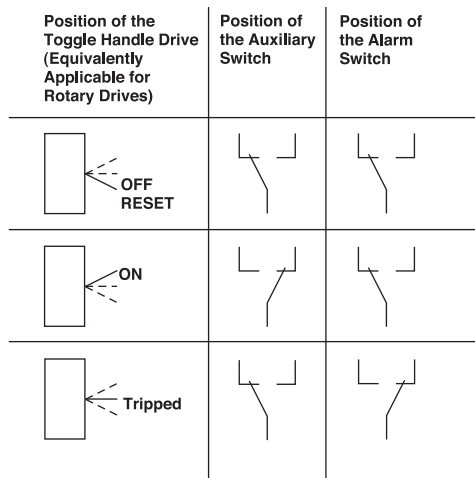 Position of the
Toggle Handle Drive
(Equivalently
Applicable for
Rotary Drives)
Position of
the Auxiliary
Switch
Position of
the Alarm
Switch
OFF
RESET
ON
Tripped